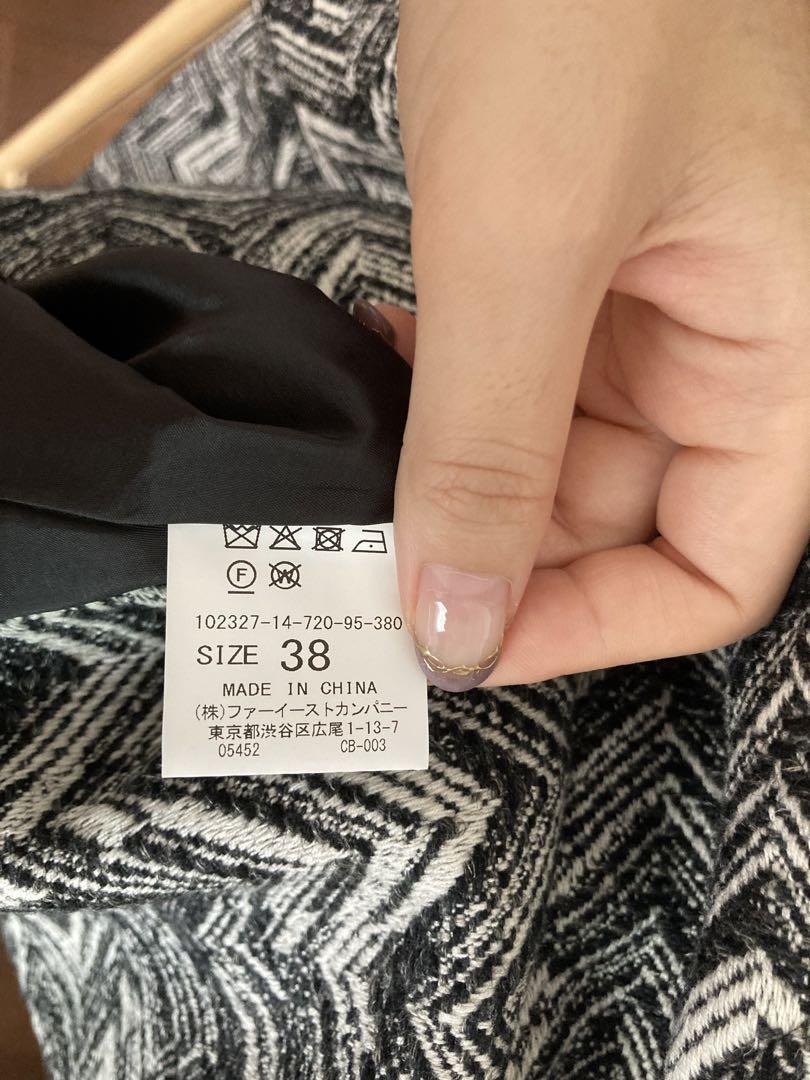 F W
102327-14-720-95-380
SIZE 38
MADE IN CHINA
(株)ファーイーストカンパニー
東京都渋谷区広尾1-13-7
05452 CB-003